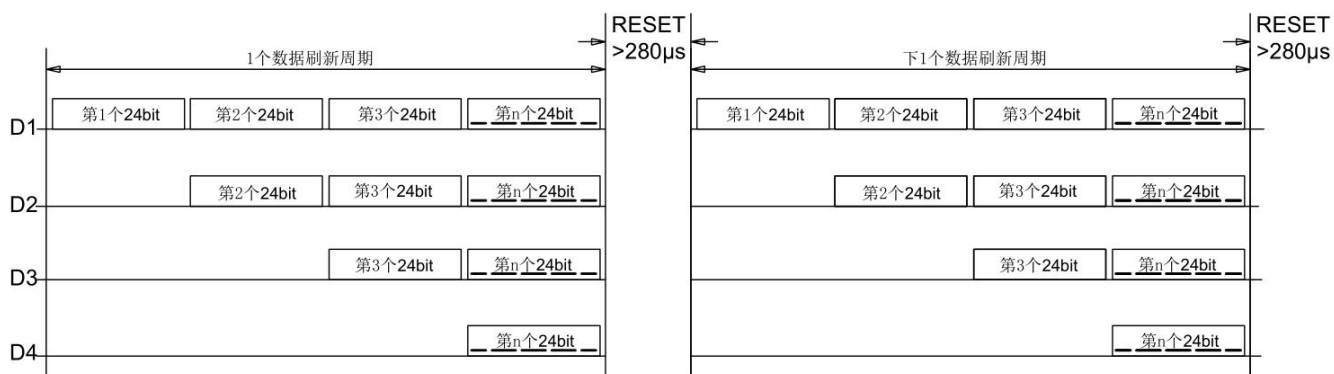 RESET
>280μs
RESET
>280μs
1个数据刷新周期
下1个数据刷新周期
D1 第1个24bit 第2个24bit 第3个24bit 第n个24bit 第1个24bit 第2个24bit 第3个24bit 第n个24bit
D2 第2个24bit 第3个24bit 第n个24bit 第2个24bit 第3个24bit 第n个24bit
D3 第3个24bit 第n个24bit 第3个24bit 第n个24bit
D4 第n个24bit 第n个24bit